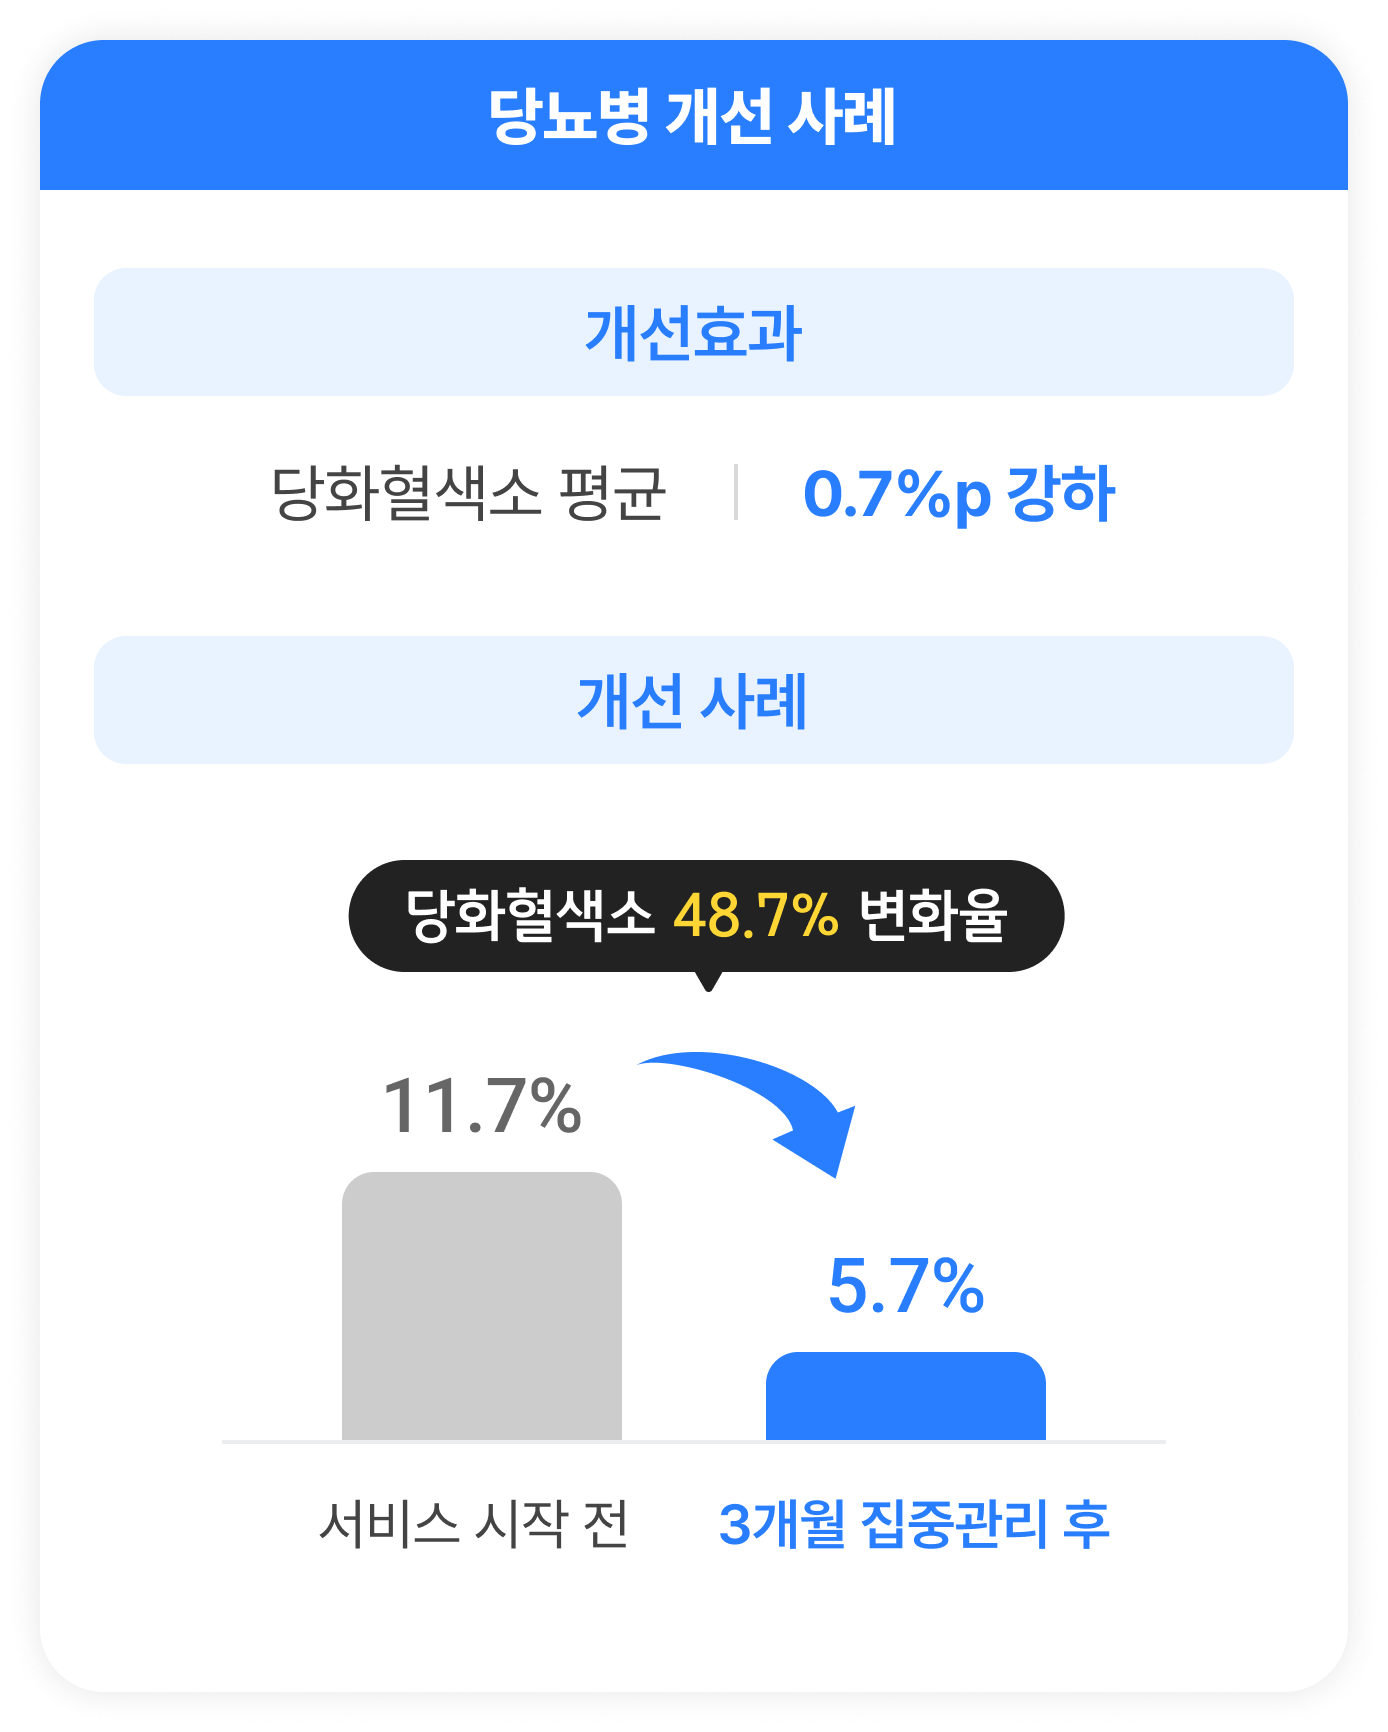 당뇨병 개선 사례
개선효과
당화혈색소 평균
0.7%p 강하
개선 사례
당화혈색소 48.7% 변화율
11.7%
5.7%
서비스 시작 전
3개월 집중관리 후